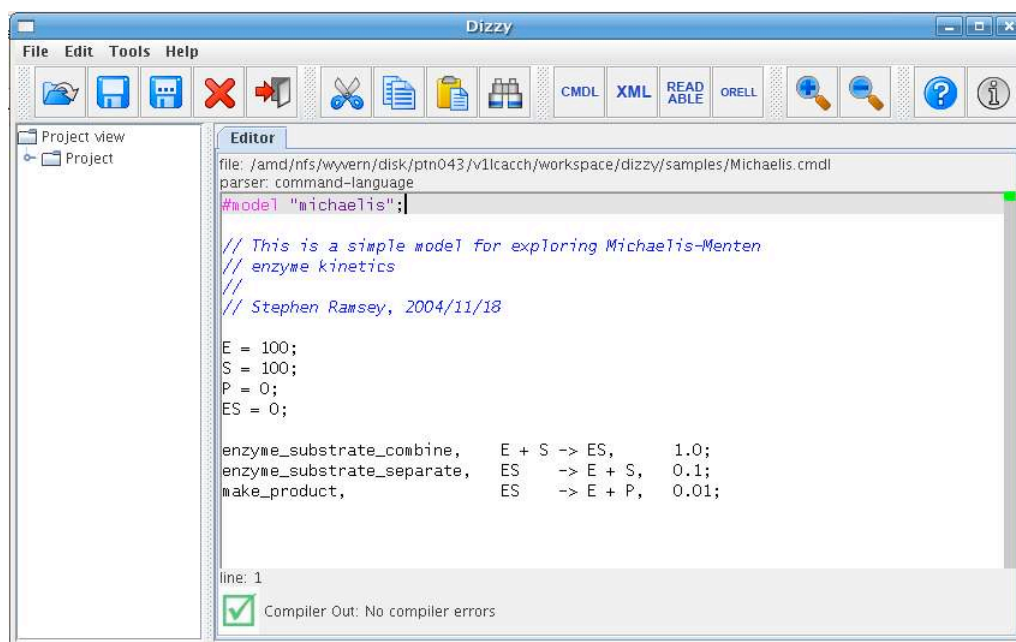 Dizzy
File Edit Tools Help
CMDL XML READ ABLE ORELL
Project view
Project
Editor
file: /amd/nfs/wyvern/disk/ptn043/v1lcacch/workspace/dizzy/samples/Michaelis.cmdl
parser: command-language
#model "michaelis";
// This is a simple model for exploring Michaelis-Menten
// enzyme kinetics
//
// Stephen Ramsey, 2004/11/18
E = 100;
S = 100;
P = 0;
ES = 0;
enzyme_substrate_combine, E + S -> ES, 1.0;
enzyme_substrate_separate, ES -> E + S, 0.1;
make_product, ES -> E + P, 0.01;
line: 1
Compiler Out: No compiler errors